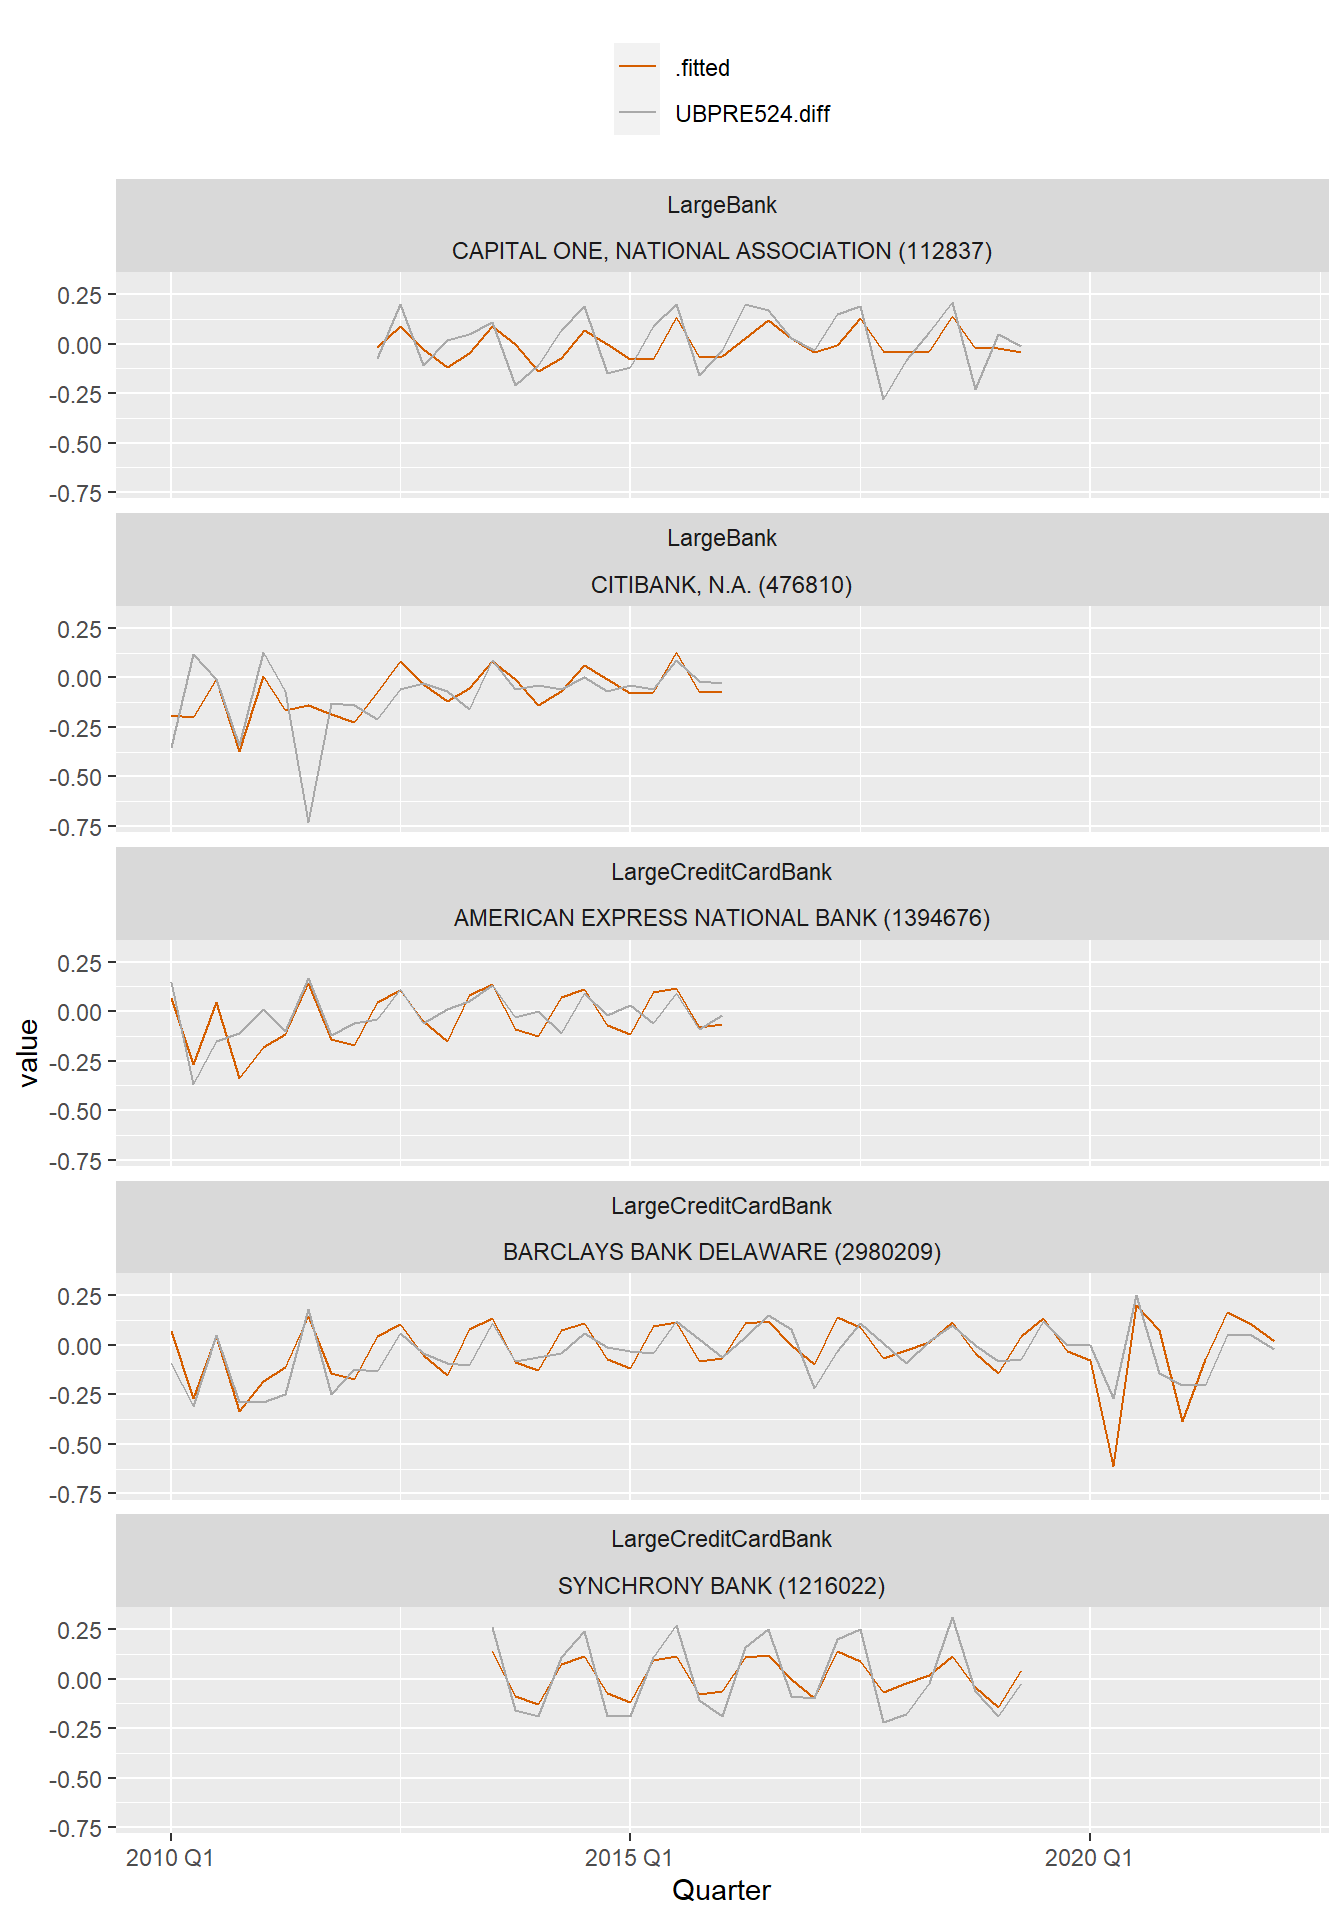 .fitted
UBPRE524.diff
LargeBank
CAPITAL ONE, NATIONAL ASSOCIATION (112837)
0.25
0.00
-0.25
-0.50
-0.75
LargeBank
CITIBANK, N.A. (476810)
0.25
0.00
-0.25
-0.50
-0.75
LargeCreditCardBank
AMERICAN EXPRESS NATIONAL BANK (1394676)
0.25
0.00
-0.25
-0.50
-0.75
value
LargeCreditCardBank
BARCLAYS BANK DELAWARE (2980209)
0.25
0.00
-0.25
-0.50
-0.75
LargeCreditCardBank
SYNCHRONY BANK (1216022)
0.25
0.00
-0.25
-0.50
-0.75
2010 Q1 2015 Q1 2020 Q1
Quarter